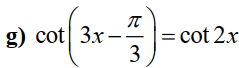 g) cot(3x − π/3) = cot 2x